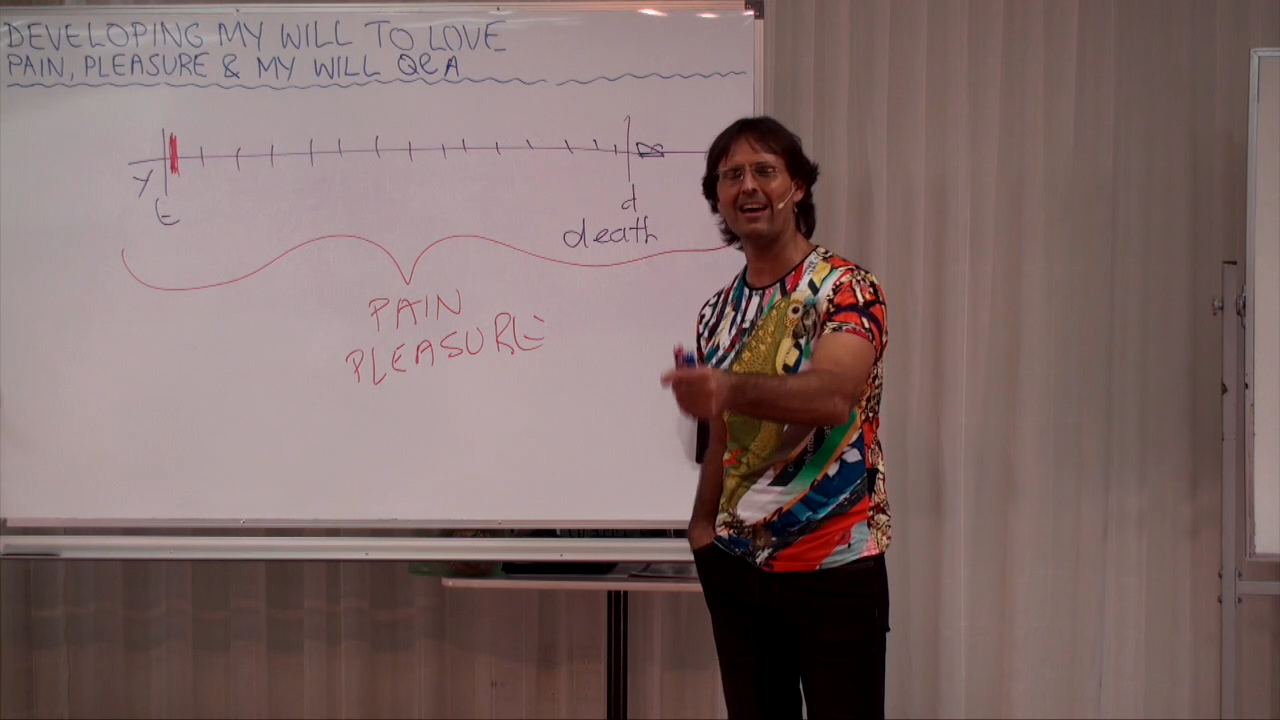 DEVELOPING MY WILL TO LOVE
PAIN, PLEASURE & MY WILL Q&A
y
t
d
death
PAIN
PLEASURE